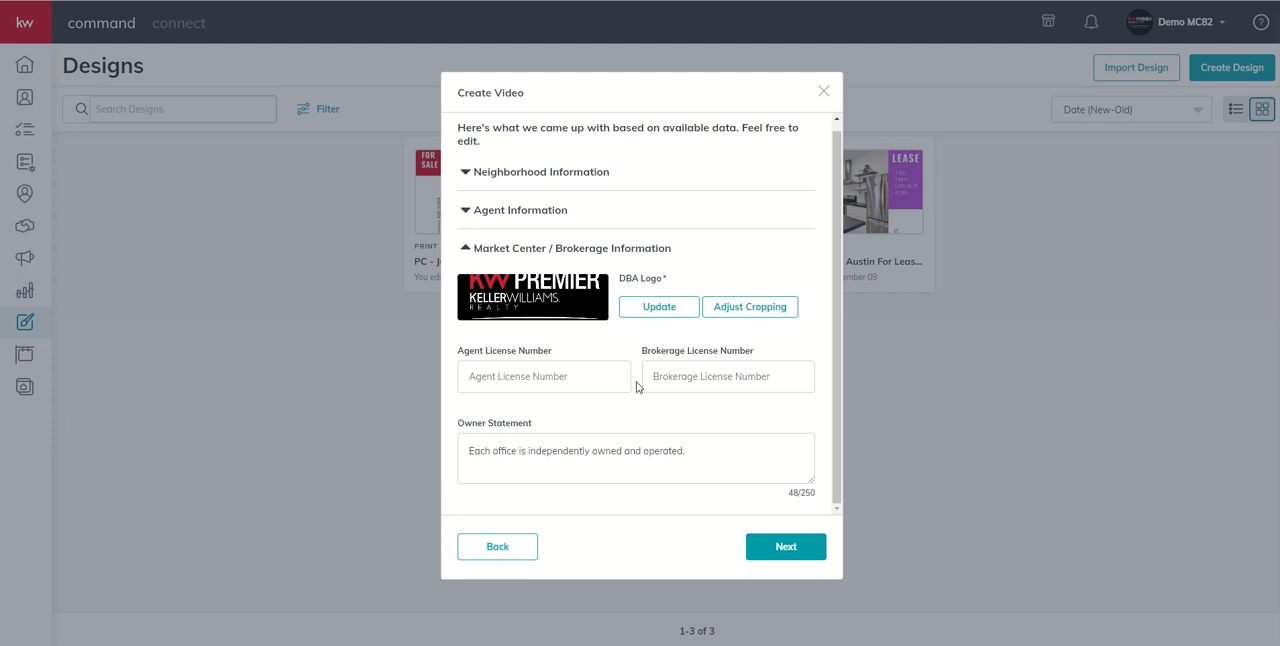 kw command connect Demo MC82 ?
Designs Import Design Create Design
Search Designs Filter Date (New-Old)
Create Video
Here's what we came up with based on available data. Feel free to
edit.
Neighborhood Information
Agent Information
Market Center / Brokerage Information
KW PREMIER
KELLERWILLIAMS.
REALTY
DBA Logo*
Update Adjust Cropping
Agent License Number Brokerage License Number
Agent License Number Brokerage License Number
Owner Statement
Each office is independently owned and operated.
48/250
Back Next
FOR
SALE
PRINT
LEASE
Austin For Leas...
ember 09
1-3 of 3